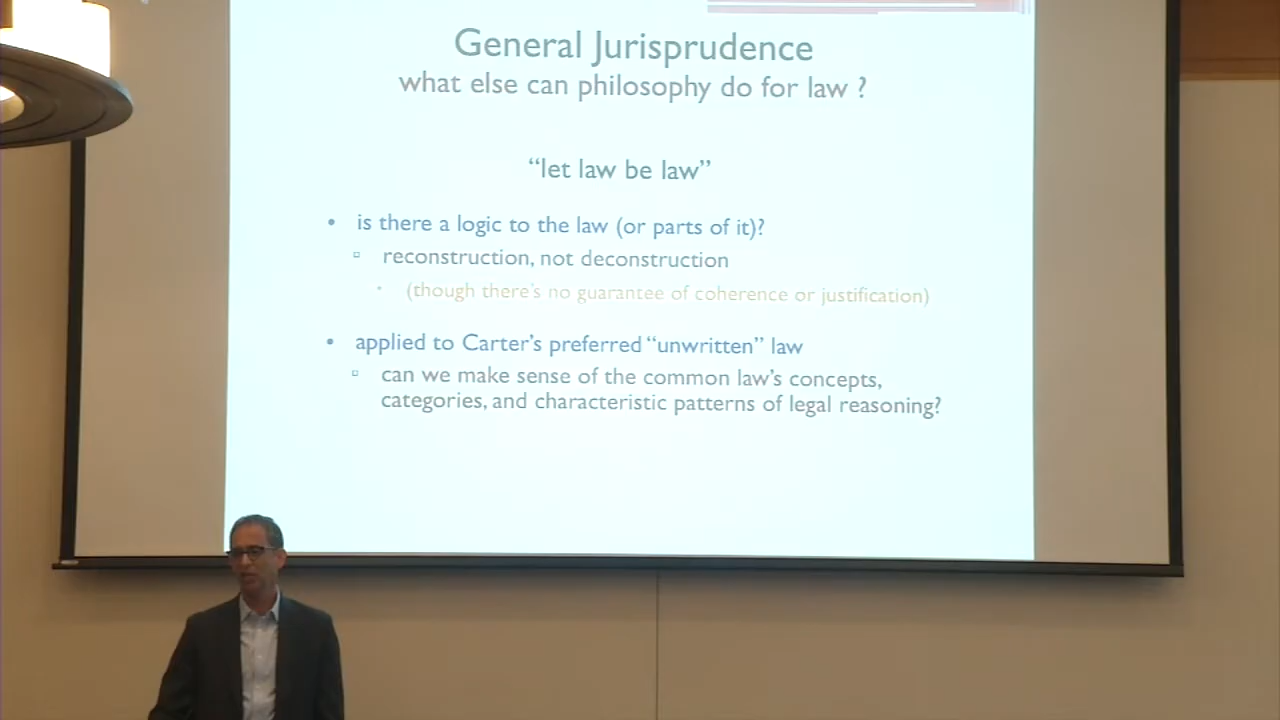 General Jurisprudence
what else can philosophy do for law ?
“let law be law”
• is there a logic to the law (or parts of it)?
▫ reconstruction, not deconstruction
• (though there's no guarantee of coherence or justification)
• applied to Carter's preferred “unwritten” law
▫ can we make sense of the common law's concepts,
categories, and characteristic patterns of legal reasoning?